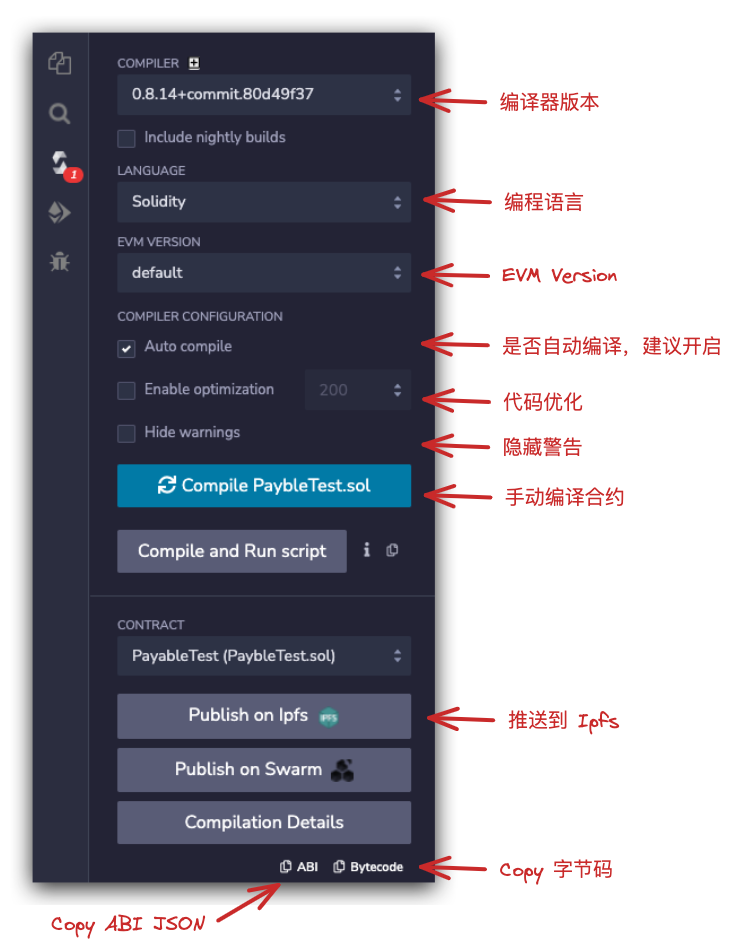 COMPILER
0.8.14+commit.80d49f37
编译器版本
Include nightly builds
1
LANGUAGE
Solidity
编程语言
EVM VERSION
default
EVM Version
COMPILER CONFIGURATION
Auto compile
是否自动编译，建议开启
Enable optimization
200
代码优化
Hide warnings
隐藏警告
Compile PaybleTest.sol
手动编译合约
Compile and Run script
i
CONTRACT
PayableTest (PaybleTest.sol)
Publish on Ipfs
IPFS
推送到 Ipfs
Publish on Swarm
Compilation Details
ABI
Bytecode
Copy 字节码
Copy ABI JSON